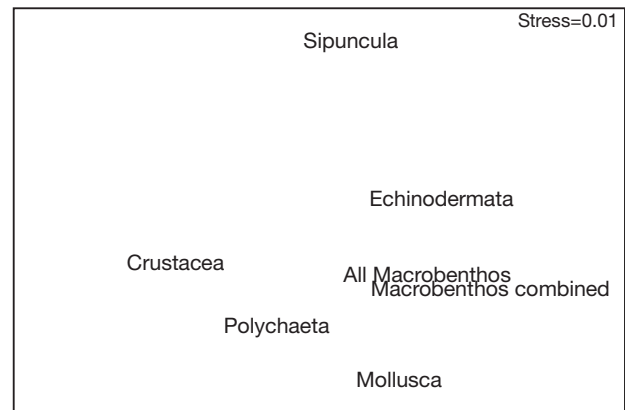 Stress=0.01
Sipuncula
Echinodermata
Crustacea
All Macrobenthos
Macrobenthos combined
Polychaeta
Mollusca